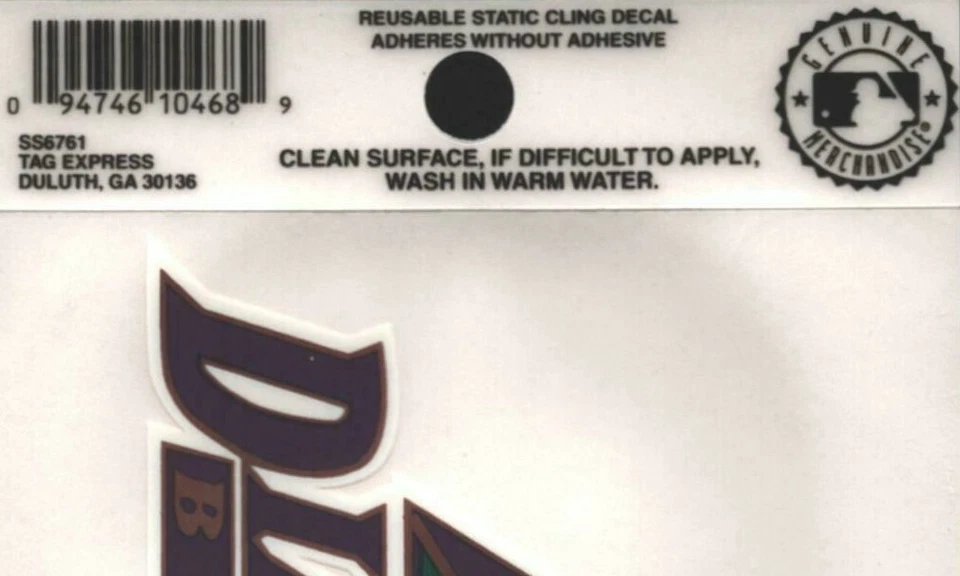 REUSABLE STATIC CLING DECAL
ADHERES WITHOUT ADHESIVE
0 94746 10468 9
SS6761
TAG EXPRESS
DULUTH, GA 30136
CLEAN SURFACE, IF DIFFICULT TO APPLY,
WASH IN WARM WATER.
GENUINE
MERCHANDISE®
D
B